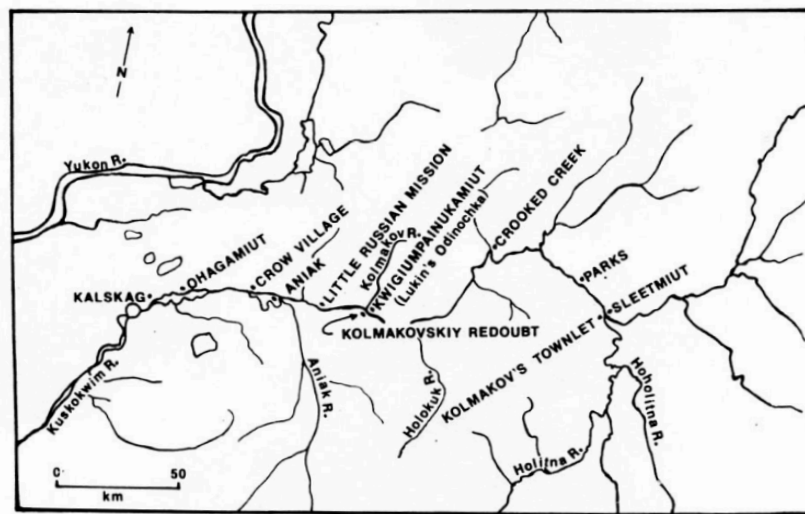 N
Yukon R.
OHAGAMIUT
CROW VILLAGE
ANIAK
LITTLE RUSSIAN MISSION
Kolmakov R.
KWIGIUMPAINUKAMIUT
(Lukin's Odinochka)
CROOKED CREEK
PARKS
SLEETMIUT
KALSKAG
KOLMAKOVSKIY REDOUBT
KOLMAKOV'S TOWNLET
Kuskokwim R.
Aniak R.
Holokuk R.
Holitna R.
Hoholitna R.
0 50
km